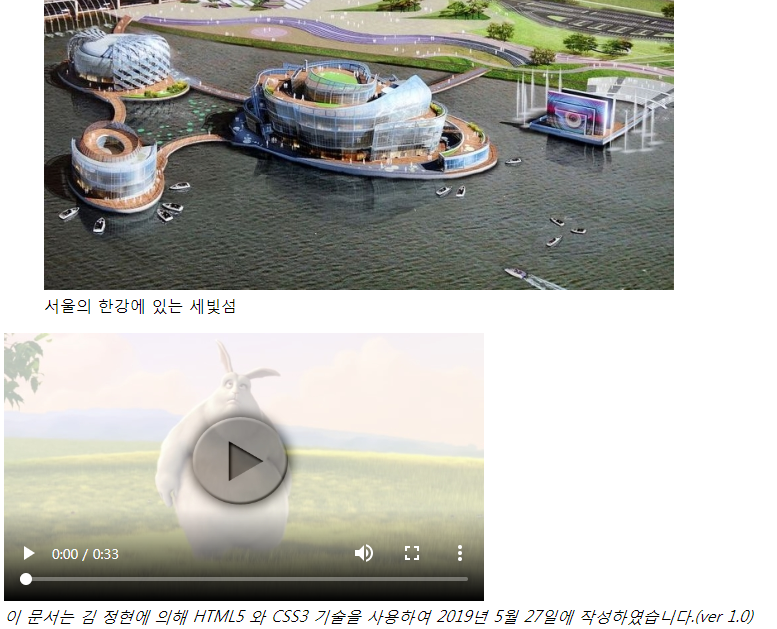 서울의 한강에 있는 세빛섬
0:00 / 0:33
이 문서는 김 정현에 의해 HTML5 와 CSS3 기술을 사용하여 2019년 5월 27일에 작성하였습니다.(ver 1.0)